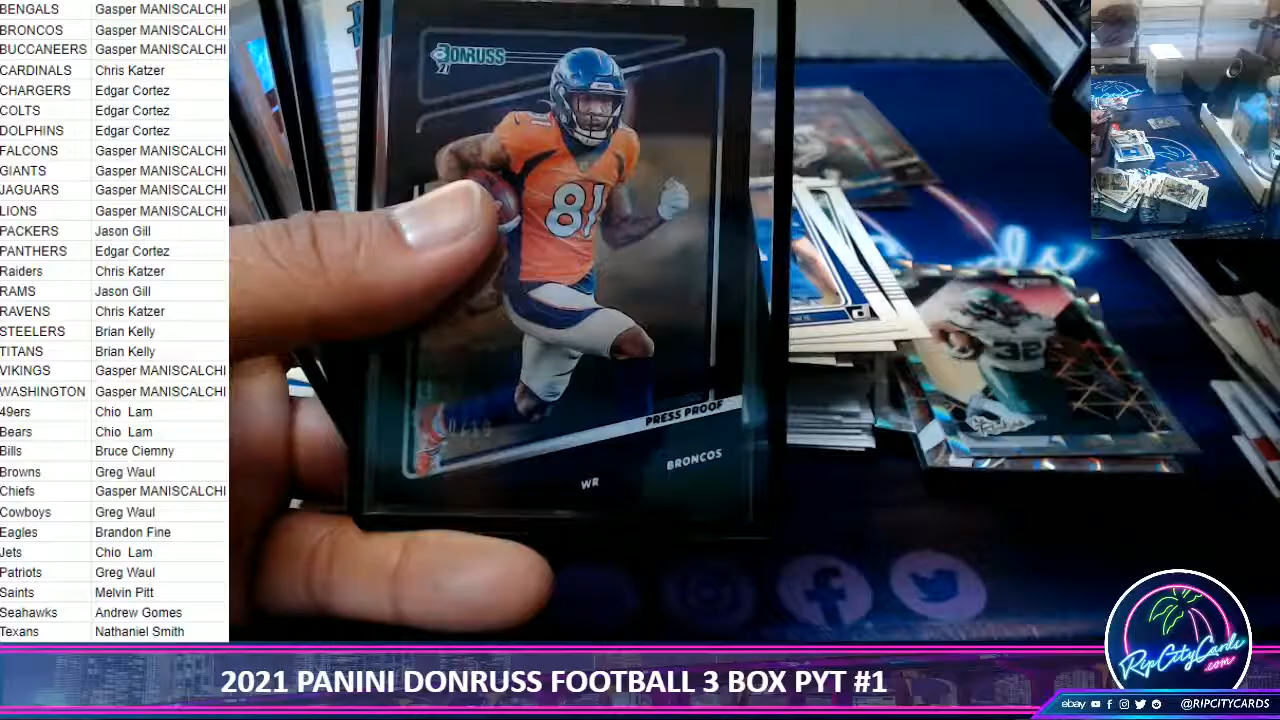 BENGALS Gasper MANISCALCHI
BRONCOS Gasper MANISCALCHI
BUCCANEERS Gasper MANISCALCHI
CARDINALS Chris Katzer
CHARGERS Edgar Cortez
COLTS Edgar Cortez
DOLPHINS Edgar Cortez
FALCONS Gasper MANISCALCHI
GIANTS Gasper MANISCALCHI
JAGUARS Gasper MANISCALCHI
LIONS Gasper MANISCALCHI
PACKERS Jason Gill
PANTHERS Edgar Cortez
Raiders Chris Katzer
RAMS Jason Gill
RAVENS Chris Katzer
STEELERS Brian Kelly
TITANS Brian Kelly
VIKINGS Gasper MANISCALCHI
WASHINGTON Gasper MANISCALCHI
49ers Chio Lam
Bears Chio Lam
Bills Bruce Ciemny
Browns Greg Waul
Chiefs Gasper MANISCALCHI
Cowboys Greg Waul
Eagles Brandon Fine
Jets Chio Lam
Patriots Greg Waul
Saints Melvin Pitt
Seahawks Andrew Gomes
Texans Nathaniel Smith
DONRUSS
21
81
81
PRESS PROOF
BRONCOS
WR
32
RipCityCards
.com
2021 PANINI DONRUSS FOOTBALL 3 BOX PYT #1
ebay @RIPCITYCARDS